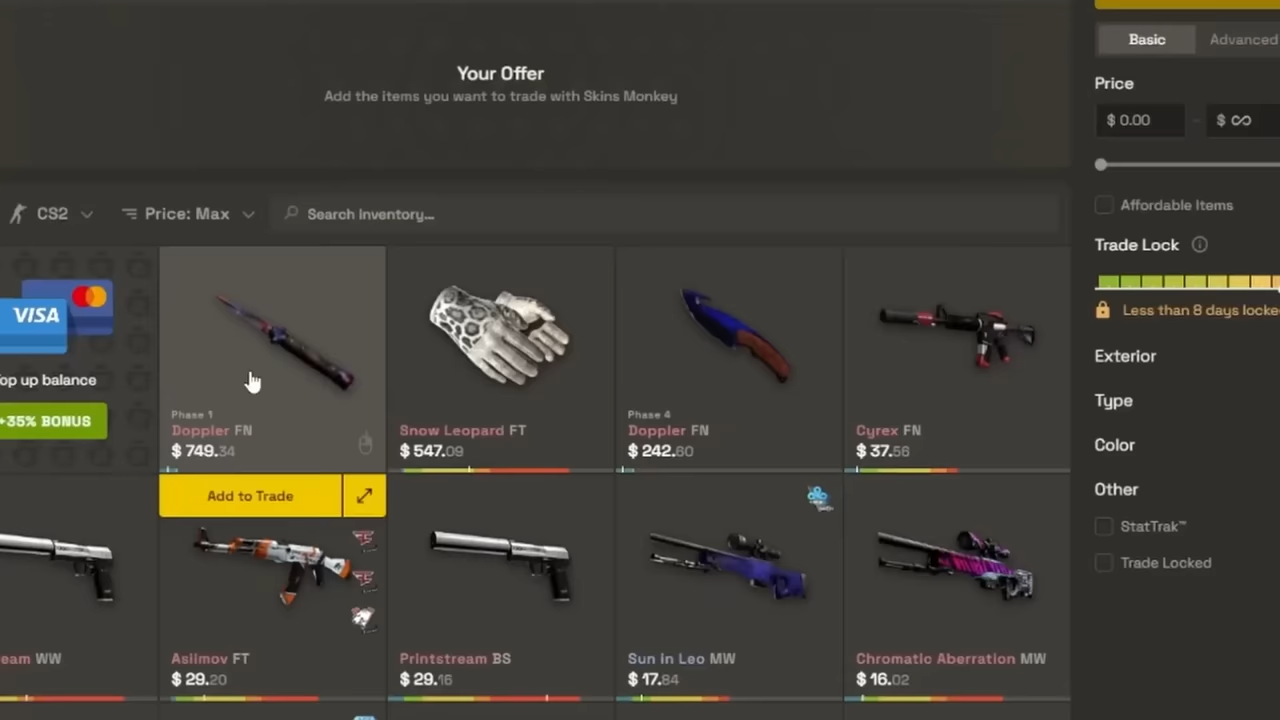 Your Offer
Add the items you want to trade with Skins Monkey
Basic
Advanced
Price
$ 0.00
-
$ ∞
Affordable Items
Trade Lock
Less than 8 days locke
Exterior
Type
Color
Other
StatTrak™
Trade Locked
CS2
Price: Max
Search Inventory...
VISA
op up balance
+35% BONUS
Phase 1
Doppler FN
$ 749.34
Add to Trade
Snow Leopard FT
$ 547.09
Phase 4
Doppler FN
$ 242.60
Cyrex FN
$ 37.56
eam WW
Asiimov FT
$ 29.20
Printstream BS
$ 29.16
Sun in Leo MW
$ 17.84
Chromatic Aberration MW
$ 16.02